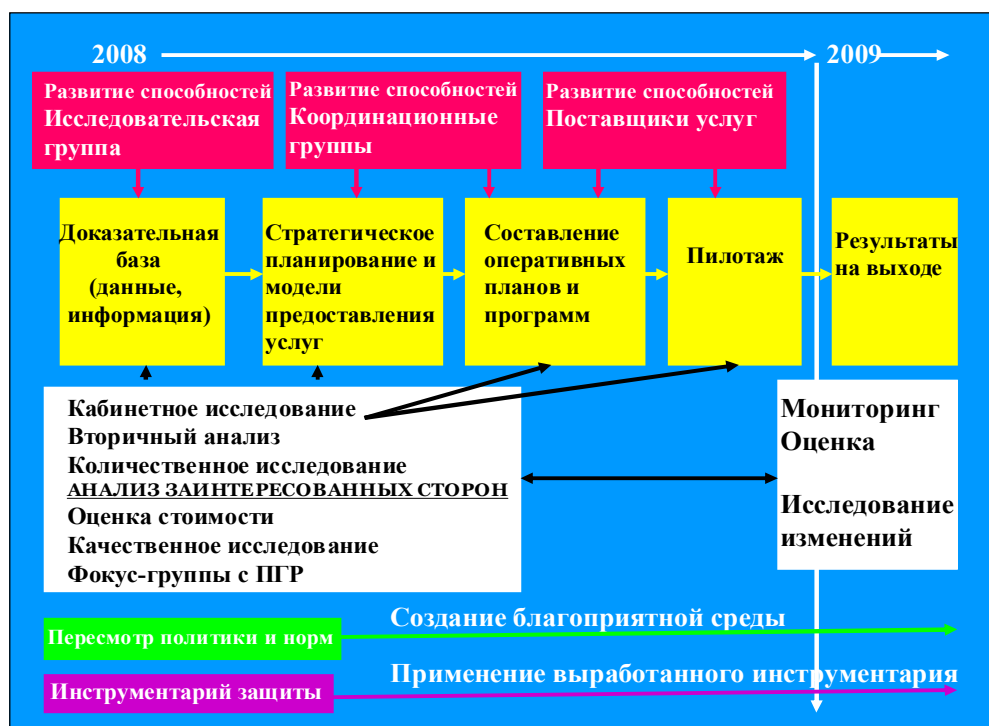 2008
2009
Развитие способностей
Исследовательская
группа
Развитие способностей
Координационные
группы
Развитие способностей
Поставщики услуг
Доказательная
база
(данные,
информация)
Стратегическое
планирование и
модели
предоставления
услуг
Составление
оперативных
планов и
программ
Пилотаж
Результаты
на выходе
Кабинетное исследование
Вторичный анализ
Количественное исследование
АНАЛИЗ ЗАИНТЕРЕСОВАННЫХ СТОРОН
Оценка стоимости
Качественное исследование
Фокус-группы с ПГР
Мониторинг
Оценка
Исследование
изменений
Создание благоприятной среды
Пересмотр политики и норм
Применение выработанного инструментария
Инструментарий защиты